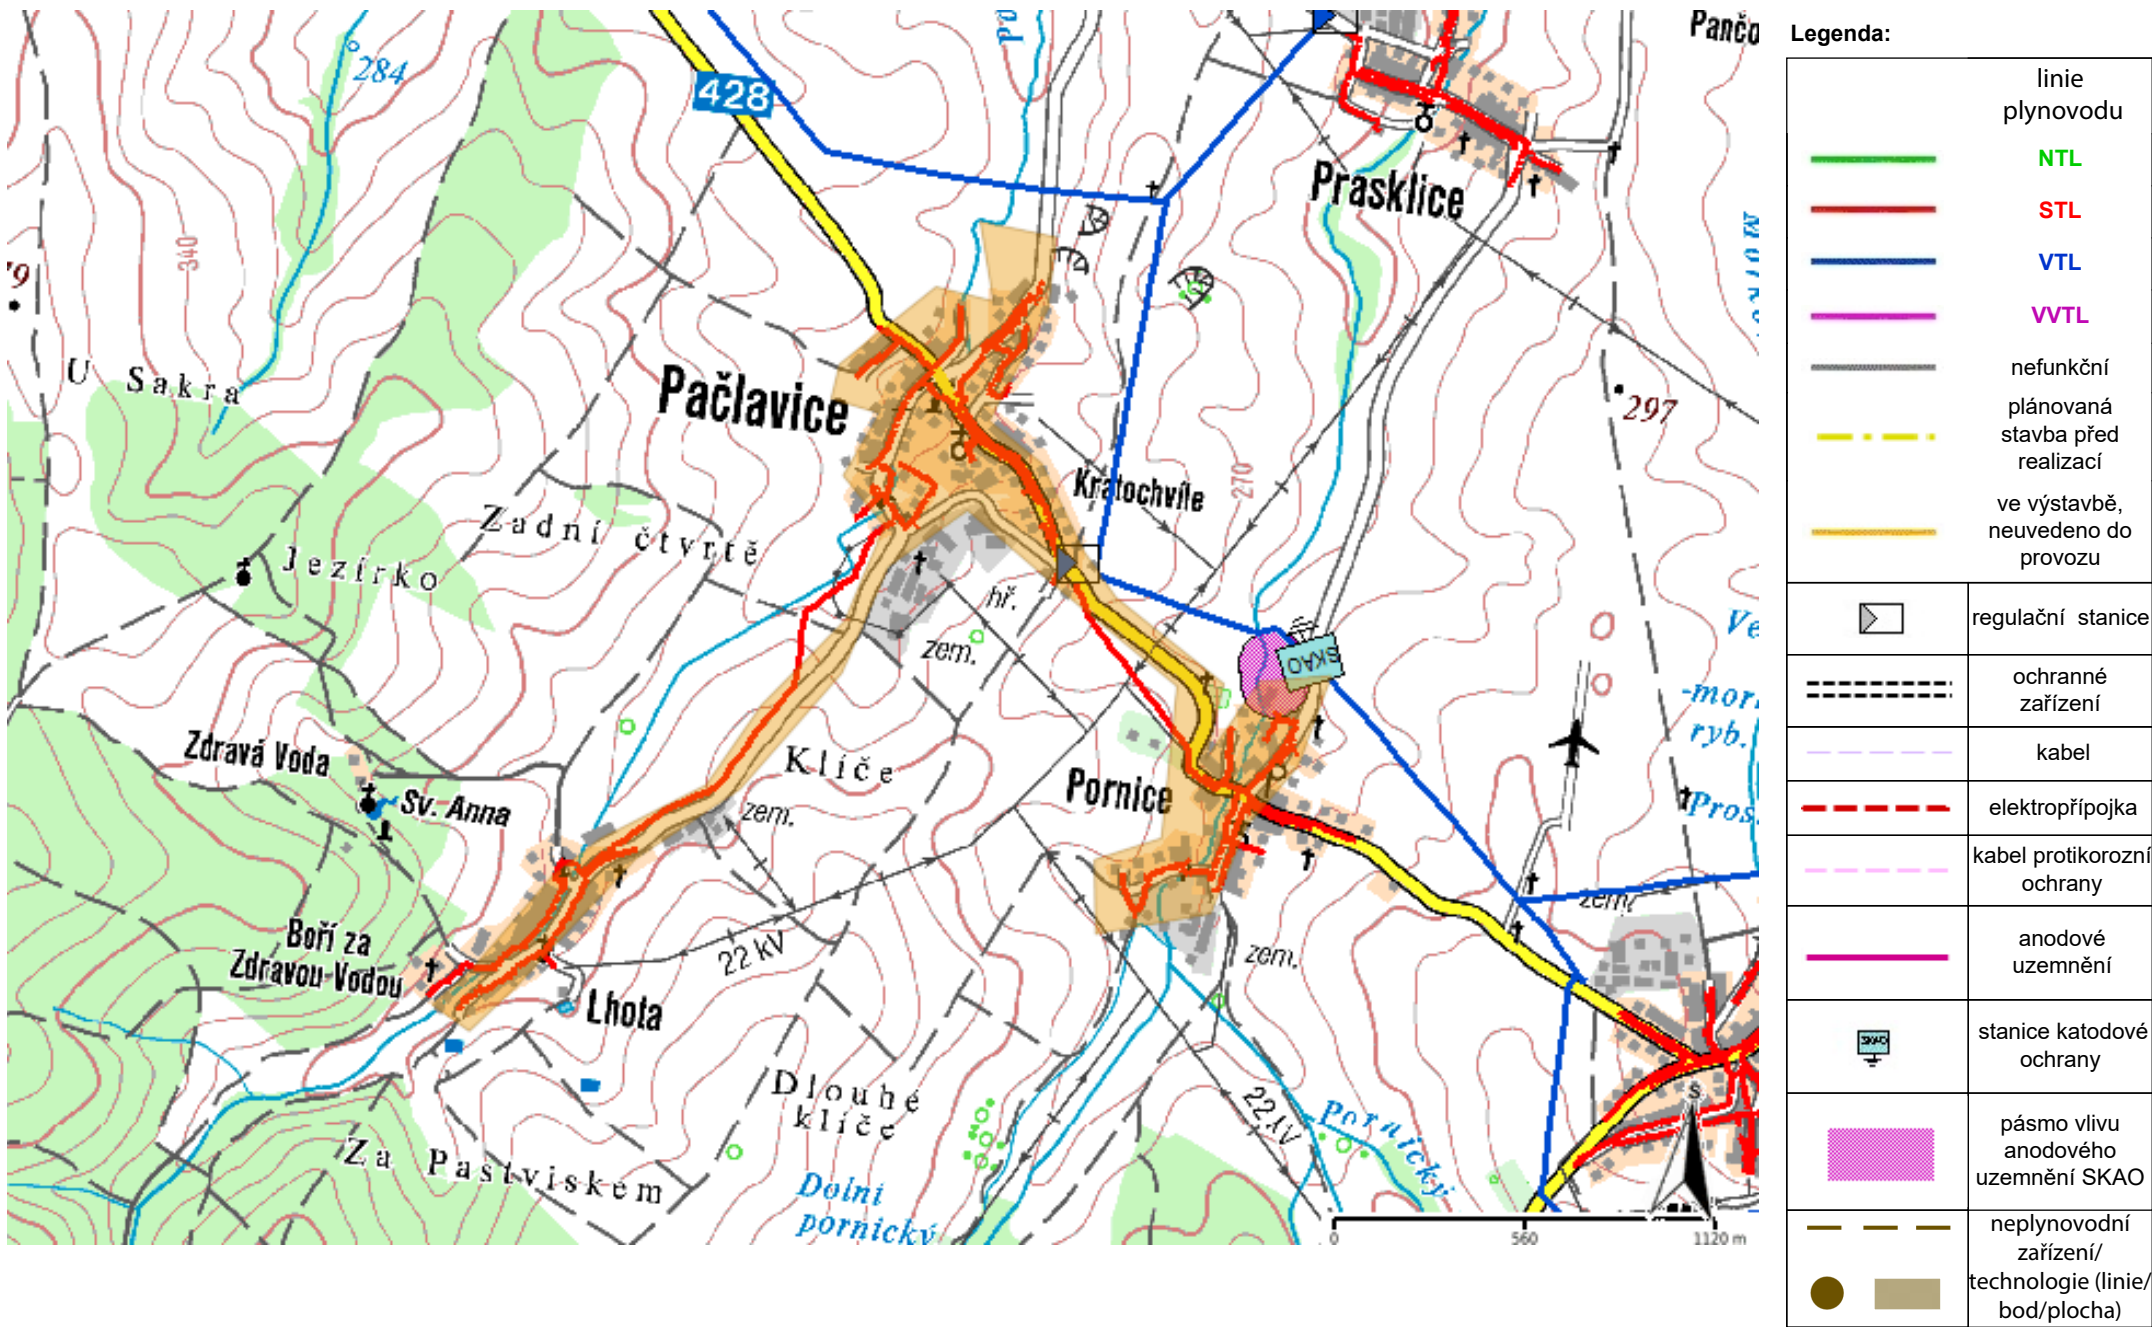 428
284
340
297
270
Prasklice
Pačlavice
Kratochvíle
U Sakra
Zadní čtvrtě
Jezírko
hř.
zem.
SKAO
Zdravá Voda
Sv. Anna
Klíče
zem.
Pornice
ryb.
zem.
Boří za
Zdravou Vodou
22 kV
zem.
Lhota
Dlouhé
klíče
22 kV
Pornický
Za Pastviskem
Dolní
pornický
S
0 560 1120 m
Legenda:
linie
plynovodu
NTL
STL
VTL
VVTL
nefunkční
plánovaná
stavba před
realizací
ve výstavbě,
neuvedeno do
provozu
regulační stanice
ochranné
zařízení
kabel
elektropřípojka
kabel protikorozní
ochrany
anodové
uzemnění
SKAO
stanice katodové
ochrany
pásmo vlivu
anodového
uzemnění SKAO
neplynovodní
zařízení/
technologie (linie/
bod/plocha)